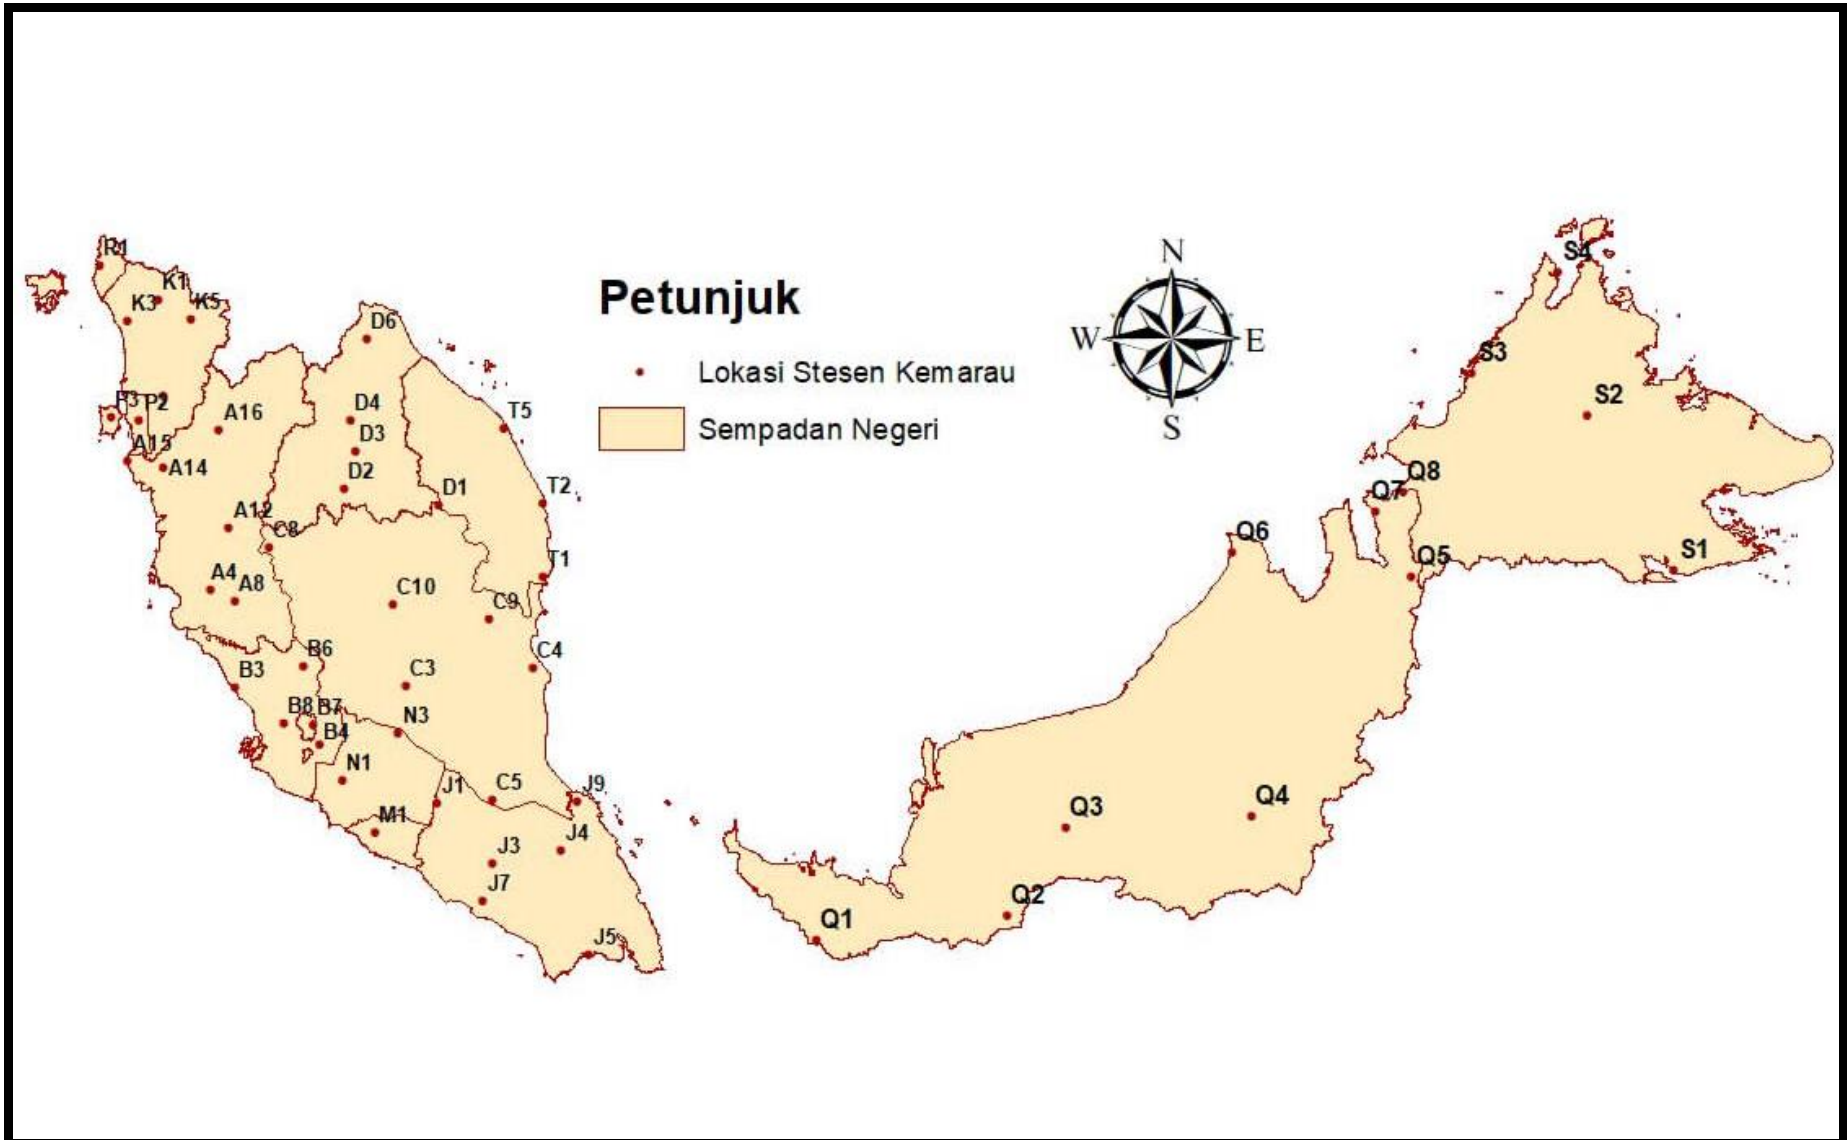 N
W E
S
Petunjuk
Lokasi Stesen Kemarau
Sempadan Negeri
R1
K1
K3
K5
D6
P3
P2
A16
A15
A14
D4
D3
D2
D1
T5
T2
T1
A12
C8
A4
A8
C10
C9
C4
B6
B3
C3
B8
B7
B4
N3
N1
J1
C5
J9
M1
J4
J3
J7
J5
S4
S3
S2
Q8
Q7
Q6
Q5
S1
Q3
Q4
Q2
Q1